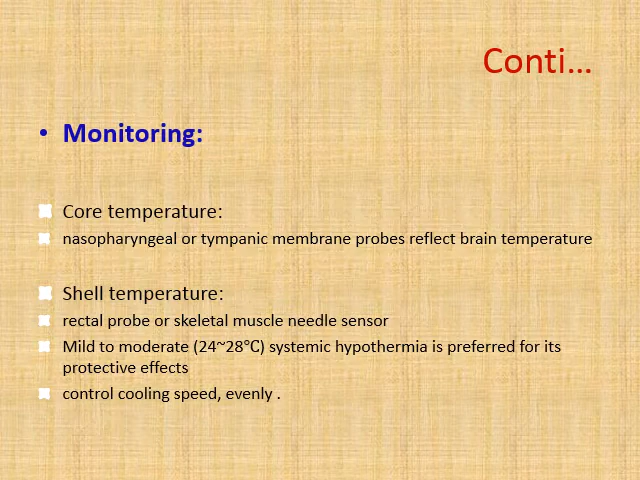 Conti...
• Monitoring:
Core temperature:
nasopharyngeal or tympanic membrane probes reflect brain temperature
Shell temperature:
rectal probe or skeletal muscle needle sensor
Mild to moderate (24~28℃) systemic hypothermia is preferred for its
protective effects
control cooling speed, evenly .